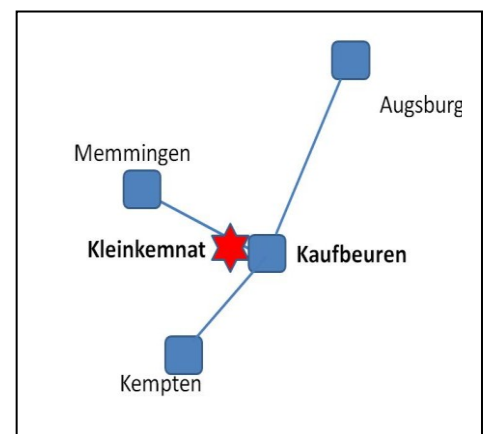 Augsburg
Memmingen
Kleinkemnat
Kaufbeuren
Kempten